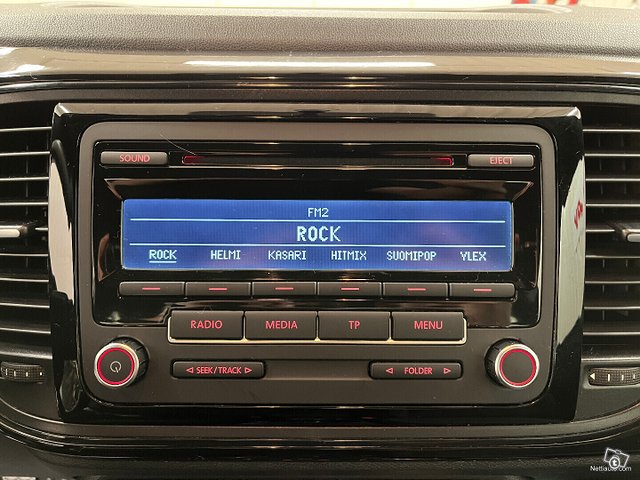 SOUND EJECT
FM2
ROCK
ROCK HELMI KASARI HITMIX SUOMIPOP YLEX
RADIO MEDIA TP MENU
SEEK/TRACK FOLDER
Nettiauto.com